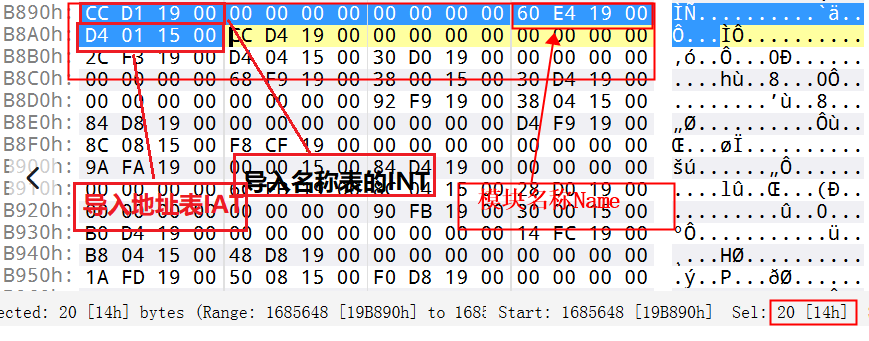 B890h: CC D1 19 00 00 00 00 00 00 00 00 00 60 E4 19 00 ÌÑ..........`ä..
B8A0h: D4 01 15 00 CC D4 19 00 00 00 00 00 00 00 00 00 Ô...ÌÔ..........
B8B0h: 2C F3 19 00 D4 04 15 00 30 D0 19 00 00 00 00 00 ,ó..Ô...0Ð......
B8C0h: 00 00 00 00 68 F9 19 00 38 00 15 00 30 D4 19 00 ....hù..8...0Ô..
B8D0h: 00 00 00 00 00 00 00 00 92 F9 19 00 38 04 15 00 ........’ù..8...
B8E0h: 84 D8 19 00 00 00 00 00 00 00 00 00 D4 F9 19 00 „Ø..........Ôù..
B8F0h: 8C 08 15 00 F8 CF 19 00 00 00 00 00 00 00 00 00 Œ...øÏ..........
B900h: 9A FA 19 00 00 00 15 00 84 D4 19 00 00 00 00 00 šú......„Ô......
00 00 00 00 15 00 28 00 19 00 ....lû..Œ...(Ð..
导入名称表的INT
导入地址表IAT
模块名称Name
B920h: 00 00 00 00 00 00 00 00 90 FB 19 00 30 00 15 00 .........û..0...
B930h: B0 D4 19 00 00 00 00 00 00 00 00 00 14 FC 19 00 °Ô...........ü..
B940h: B8 04 15 00 48 D8 19 00 00 00 00 00 00 00 00 00 ¸...HØ..........
B950h: 1A FD 19 00 50 08 15 00 F0 D8 19 00 00 00 00 00 .ý..P...ðØ......
ected: 20 [14h] bytes (Range: 1685648 [19B890h] to 1685 Start: 1685648 [19B890h] Sel: 20 [14h]